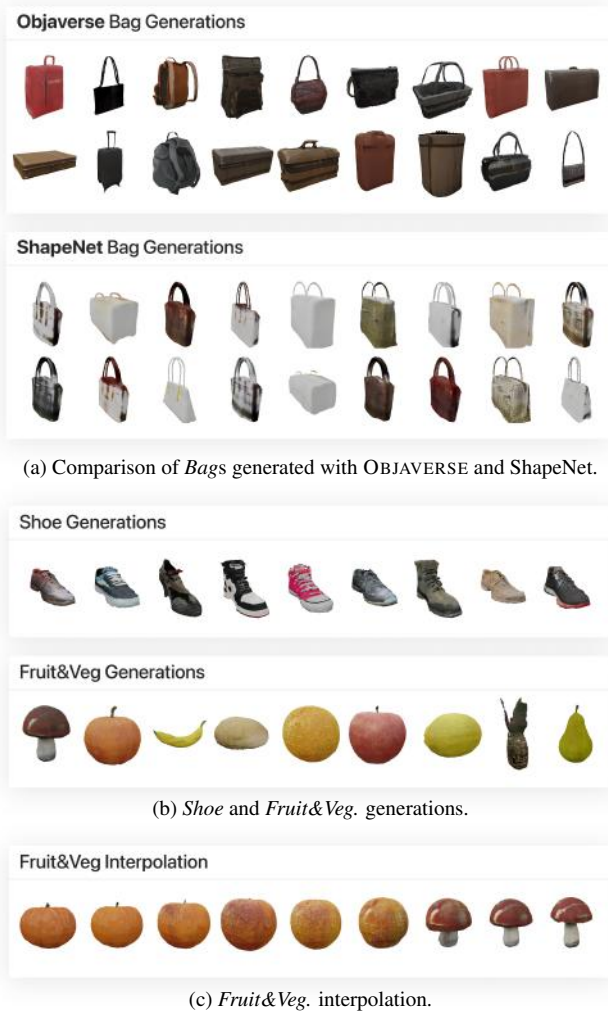 Objaverse Bag Generations
ShapeNet Bag Generations
(a) Comparison of Bags generated with OBJAVERSE and ShapeNet.
Shoe Generations
Fruit&Veg Generations
(b) Shoe and Fruit&Veg. generations.
Fruit&Veg Interpolation
(c) Fruit&Veg. interpolation.